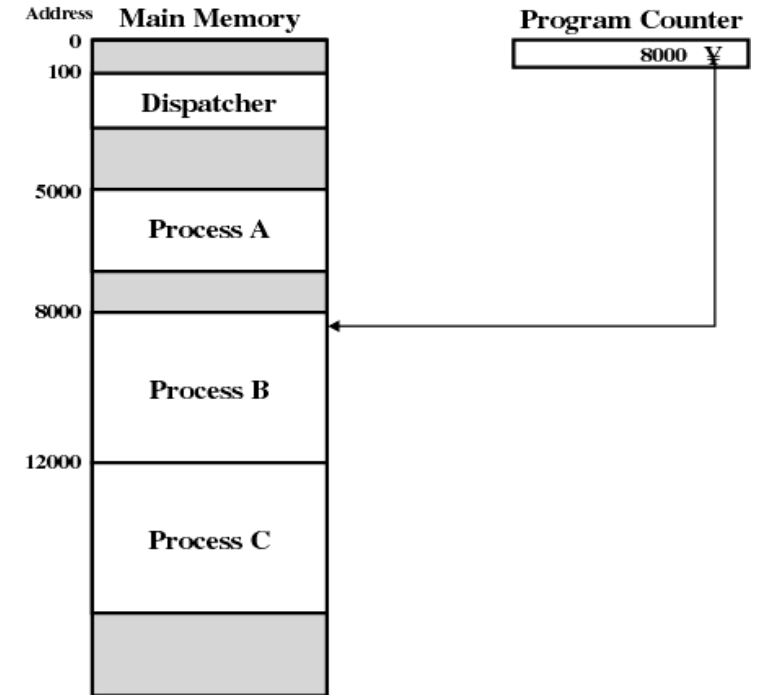 Address
Main Memory
Program Counter
0
8000 ¥
100
Dispatcher
5000
Process A
8000
Process B
12000
Process C